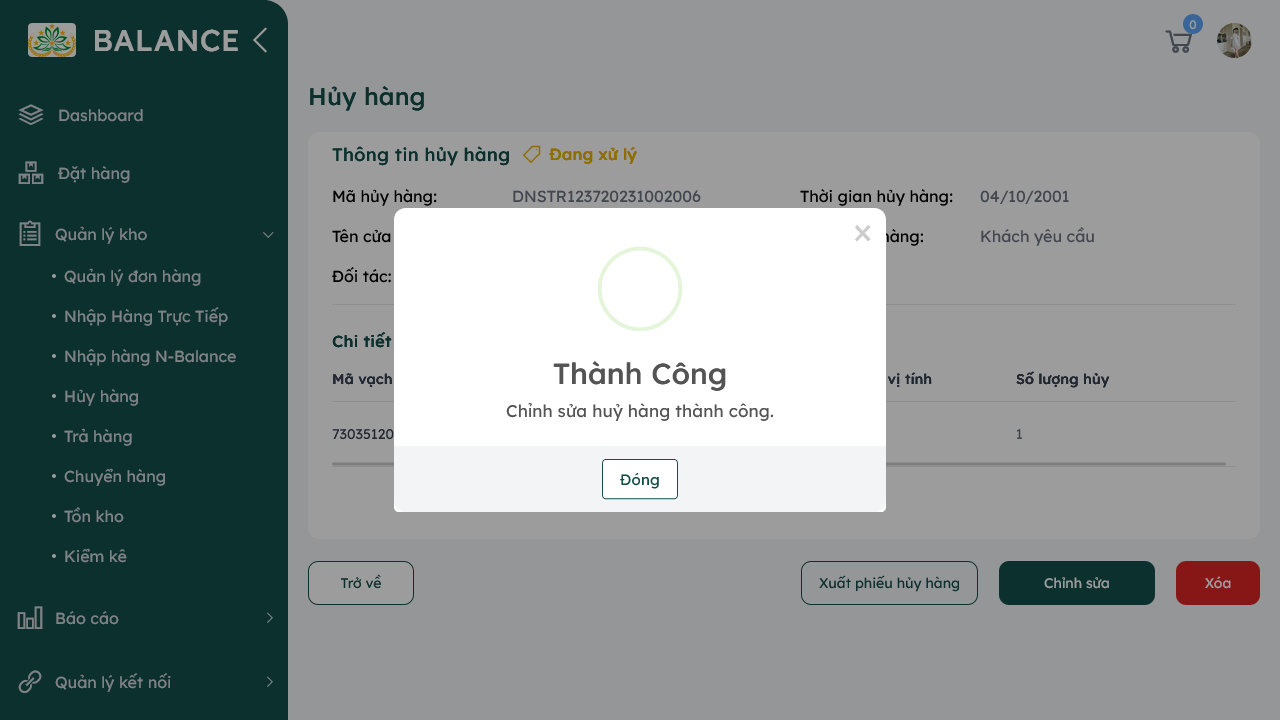 BALANCE
0
Dashboard
Đặt hàng
Quản lý kho
• Quản lý đơn hàng
• Nhập Hàng Trực Tiếp
• Nhập hàng N-Balance
• Hủy hàng
• Trả hàng
• Chuyển hàng
• Tồn kho
• Kiểm kê
Báo cáo
Quản lý kết nối
Hủy hàng
Thông tin hủy hàng
Đang xử lý
Mã hủy hàng: DNSTR123720231002006 Thời gian hủy hàng: 04/10/2001
Tên cửa hàng: Khách yêu cầu
Đối tác:
Chi tiết
Mã vạch vị tính Số lượng hủy
73035120 1
×
Thành Công
Chỉnh sửa huỷ hàng thành công.
Đóng
Trở về
Xuất phiếu hủy hàng
Chỉnh sửa
Xóa